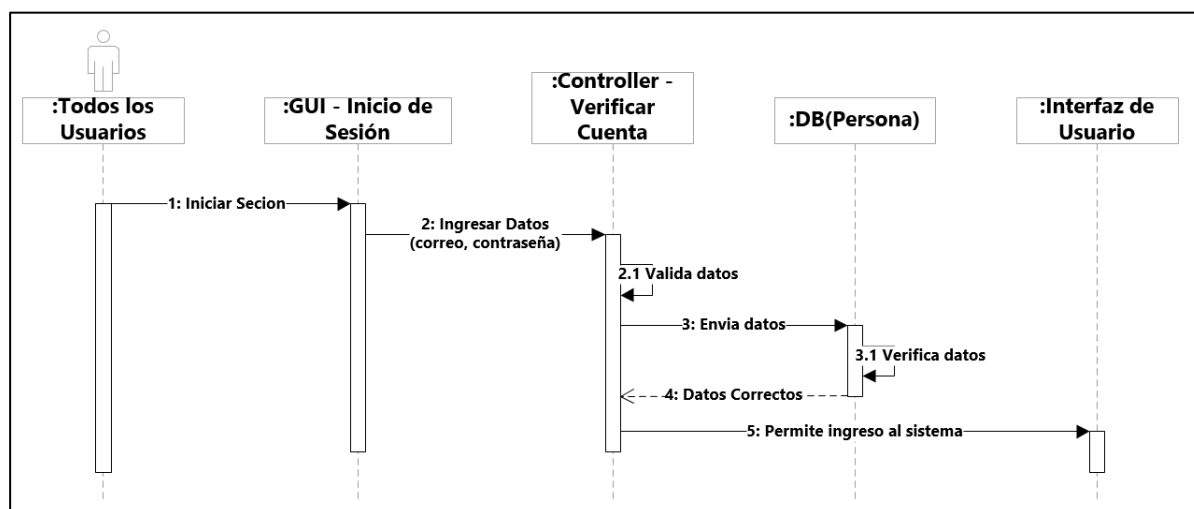 :Todos los
Usuarios
:GUI - Inicio de
Sesión
:Controller -
Verificar
Cuenta
:DB(Persona)
:Interfaz de
Usuario
1: Iniciar Secion
2: Ingresar Datos
(correo, contraseña)
2.1 Valida datos
3: Envia datos
3.1 Verifica datos
4: Datos Correctos
5: Permite ingreso al sistema